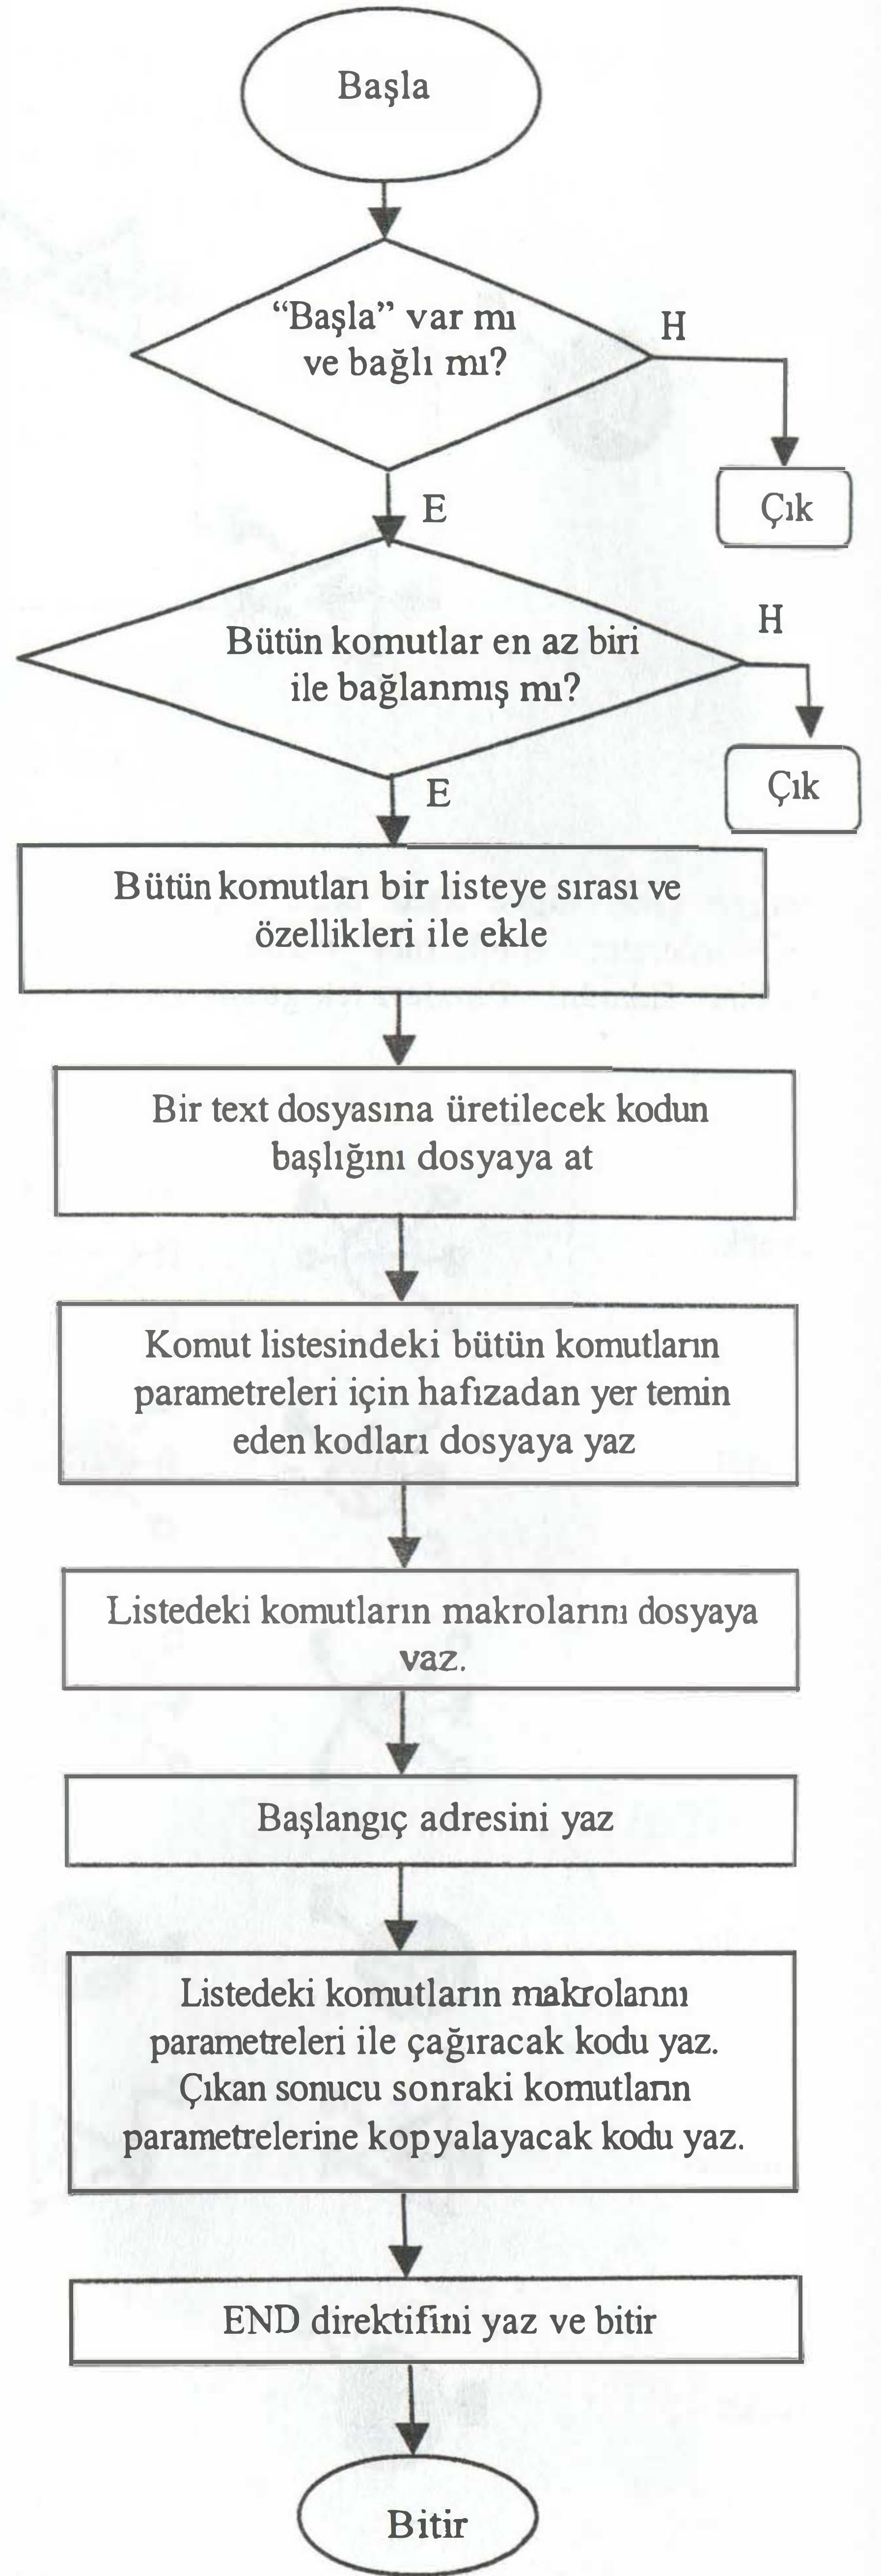 Başla
“Başla” var mı
ve bağlı mı?
H
Çık
E
Bütün komutlar en az biri
ile bağlanmış mı?
H
Çık
E
Bütün komutları bir listeye sırası ve
özellikleri ile ekle
Bir text dosyasına üretilecek kodun
başlığını dosyaya at
Komut listesindeki bütün komutların
parametreleri için hafızadan yer temin
eden kodları dosyaya yaz
Listedeki komutların makrolarını dosyaya
yaz.
Başlangıç adresini yaz
Listedeki komutların makrolarını
parametreleri ile çağıracak kodu yaz.
Çıkan sonucu sonraki komutların
parametrelerine kopyalayacak kodu yaz.
END direktifini yaz ve bitir
Bitir